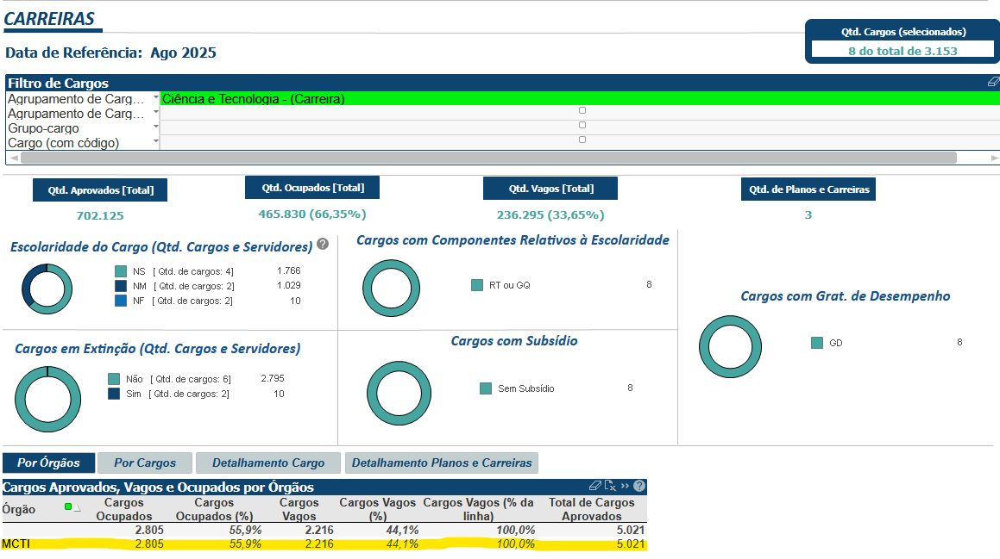 CARREIRAS
Qtd. Cargos (selecionados)
8 do total de 3.153
Data de Referência: Ago 2025
Filtro de Cargos
Agrupamento de Carg... Ciência e Tecnologia - (Carreira)
Agrupamento de Carg...
Grupo-cargo
Cargo (com código)
Qtd. Aprovados [Total] Qtd. Ocupados [Total] Qtd. Vagos [Total] Qtd. de Planos e Carreiras
702.125 465.830 (66,35%) 236.295 (33,65%) 3
Escolaridade do Cargo (Qtd. Cargos e Servidores) ?
NS [ Qtd. de cargos: 4] 1.766
NM [ Qtd. de cargos: 2] 1.029
NF [ Qtd. de cargos: 2] 10
Cargos com Componentes Relativos à Escolaridade
RT ou GQ 8
Cargos com Grat. de Desempenho
GD 8
Cargos em Extinção (Qtd. Cargos e Servidores)
Não [ Qtd. de cargos: 6] 2.795
Sim [ Qtd. de cargos: 2] 10
Cargos com Subsídio
Sem Subsídio 8
Por Órgãos Por Cargos Detalhamento Cargo Detalhamento Planos e Carreiras
Cargos Aprovados, Vagos e Ocupados por Órgãos ?
Órgão Cargos Ocupados Cargos Ocupados (%) Cargos Vagos Cargos Vagos (%) Cargos Vagos (% da linha) Total de Cargos Aprovados
2.805 55,9% 2.216 44,1% 100,0% 5.021
MCTI 2.805 55,9% 2.216 44,1% 100,0% 5.021